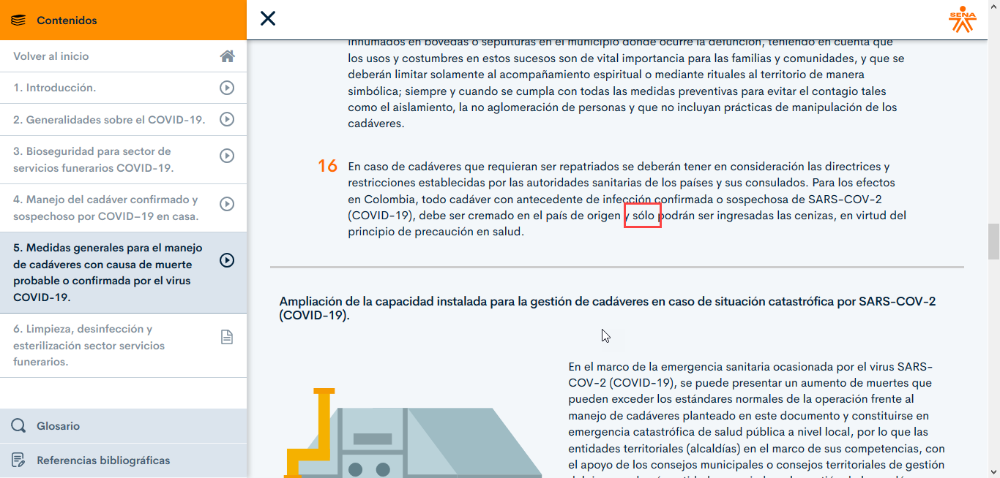 Contenidos
Volver al inicio
1. Introducción.
2. Generalidades sobre el COVID-19.
3. Bioseguridad para sector de
servicios funerarios COVID-19.
4. Manejo del cadáver confirmado y
sospechoso por COVID–19 en casa.
5. Medidas generales para el manejo
de cadáveres con causa de muerte
probable o confirmada por el virus
COVID-19.
6. Limpieza, desinfección y
esterilización sector servicios
funerarios.
Glosario
Referencias bibliográficas
SENA
inhumados en bóvedas o sepulturas en el municipio donde ocurre la defunción, teniendo en cuenta que
los usos y costumbres en estos sucesos son de vital importancia para las familias y comunidades, y que se
deberán limitar solamente al acompañamiento espiritual o mediante rituales al territorio de manera
simbólica; siempre y cuando se cumpla con todas las medidas preventivas para evitar el contagio tales
como el aislamiento, la no aglomeración de personas y que no incluyan prácticas de manipulación de los
cadáveres.
16 En caso de cadáveres que requieran ser repatriados se deberán tener en consideración las directrices y
restricciones establecidas por las autoridades sanitarias de los países y sus consulados. Para los efectos
en Colombia, todo cadáver con antecedente de infección confirmada o sospechosa de SARS-COV-2
(COVID-19), debe ser cremado en el país de origen y sólo podrán ser ingresadas las cenizas, en virtud del
principio de precaución en salud.
Ampliación de la capacidad instalada para la gestión de cadáveres en caso de situación catastrófica por SARS-COV-2
(COVID-19).
En el marco de la emergencia sanitaria ocasionada por el virus SARS-
COV-2 (COVID-19), se puede presentar un aumento de muertes que
pueden exceder los estándares normales de la operación frente al
manejo de cadáveres planteado en este documento y constituirse en
emergencia catastrófica de salud pública a nivel local, por lo que las
entidades territoriales (alcaldías) en el marco de sus competencias, con
el apoyo de los consejos municipales o consejos territoriales de gestión